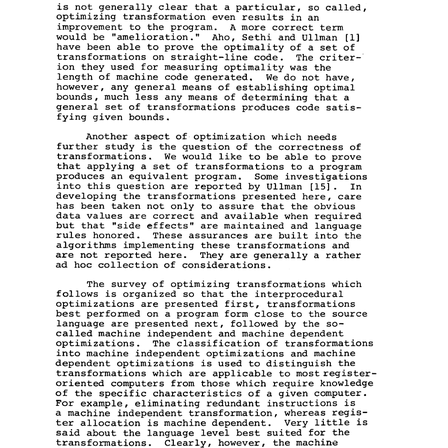 is not generally clear that a particular, so called,
optimizing transformation even results in an
improvement to the program.  A more correct term
would be "amelioration."  Aho, Sethi and Ullman [1]
have been able to prove the optimality of a set of
transformations on straight-line code.  The criter-
ion they used for measuring optimality was the
length of machine code generated.  We do not have,
however, any general means of establishing optimal
bounds, much less any means of determining that a
general set of transformations produces code satis-
fying given bounds.
Another aspect of optimization which needs
further study is the question of the correctness of
transformations.  We would like to be able to prove
that applying a set of transformations to a program
produces an equivalent program.  Some investigations
into this question are reported by Ullman [15].  In
developing the transformations presented here, care
has been taken not only to assure that the obvious
data values are correct and available when required
but that "side effects" are maintained and language
rules honored.  These assurances are built into the
algorithms implementing these transformations and
are not reported here.  They are generally a rather
ad hoc collection of considerations.
The survey of optimizing transformations which
follows is organized so that the interprocedural
optimizations are presented first, transformations
best performed on a program form close to the source
language are presented next, followed by the so-
called machine independent and machine dependent
optimizations.  The classification of transformations
into machine independent optimizations and machine
dependent optimizations is used to distinguish the
transformations which are applicable to most register-
oriented computers from those which require knowledge
of the specific characteristics of a given computer.
For example, eliminating redundant instructions is
a machine independent transformation, whereas regis-
ter allocation is machine dependent.  Very little is
said about the language level best suited for the
transformations.  Clearly, however, the machine